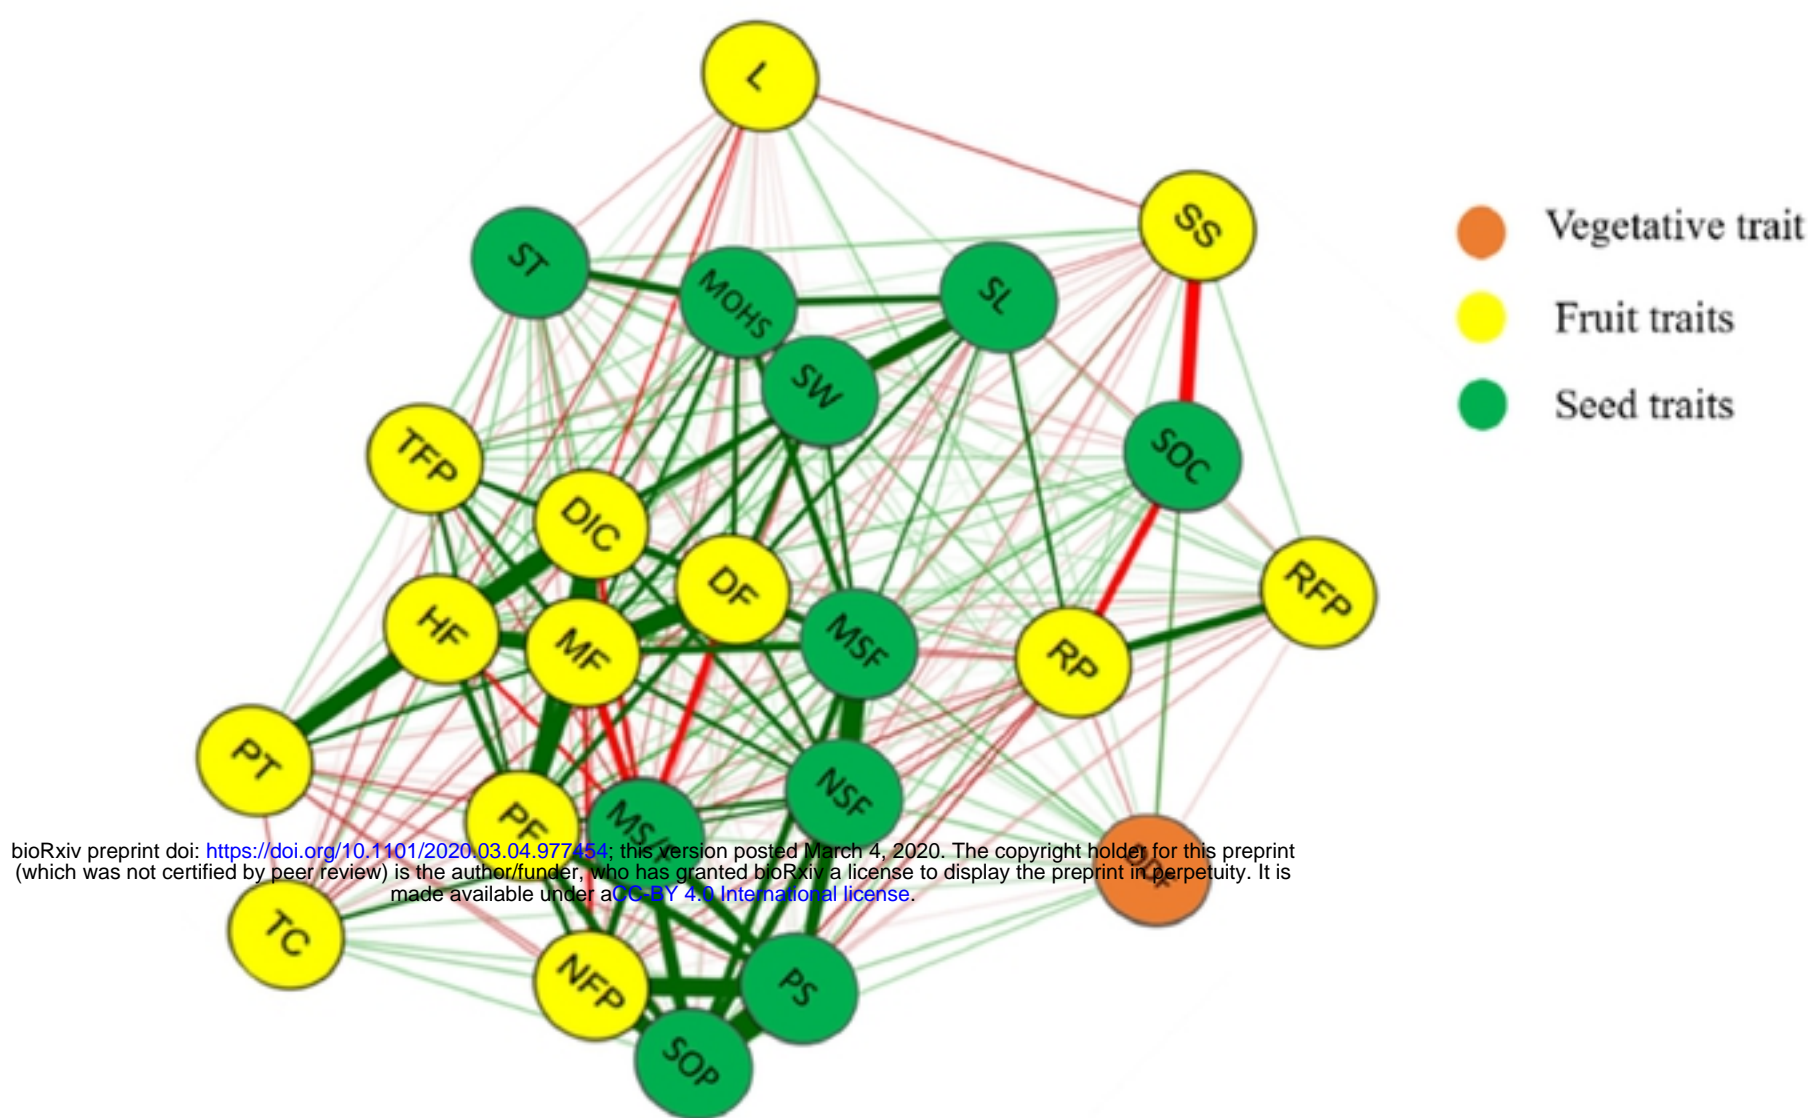 L
SS
Vegetative trait
ST
MOHS
SL
Fruit traits
SW
Seed traits
TFP
SOC
DIC
DF
RFP
HF
MF
MSF
RP
PT
PF
MS/F
NSF
bioRxiv preprint doi: https://doi.org/10.1101/2020.03.04.977454; this version posted March 4, 2020. The copyright holder for this preprint
(which was not certified by peer review) is the author/funder, who has granted bioRxiv a license to display the preprint in perpetuity. It is
made available under aCC-BY 4.0 International license.
TC
NFP
PS
SOP